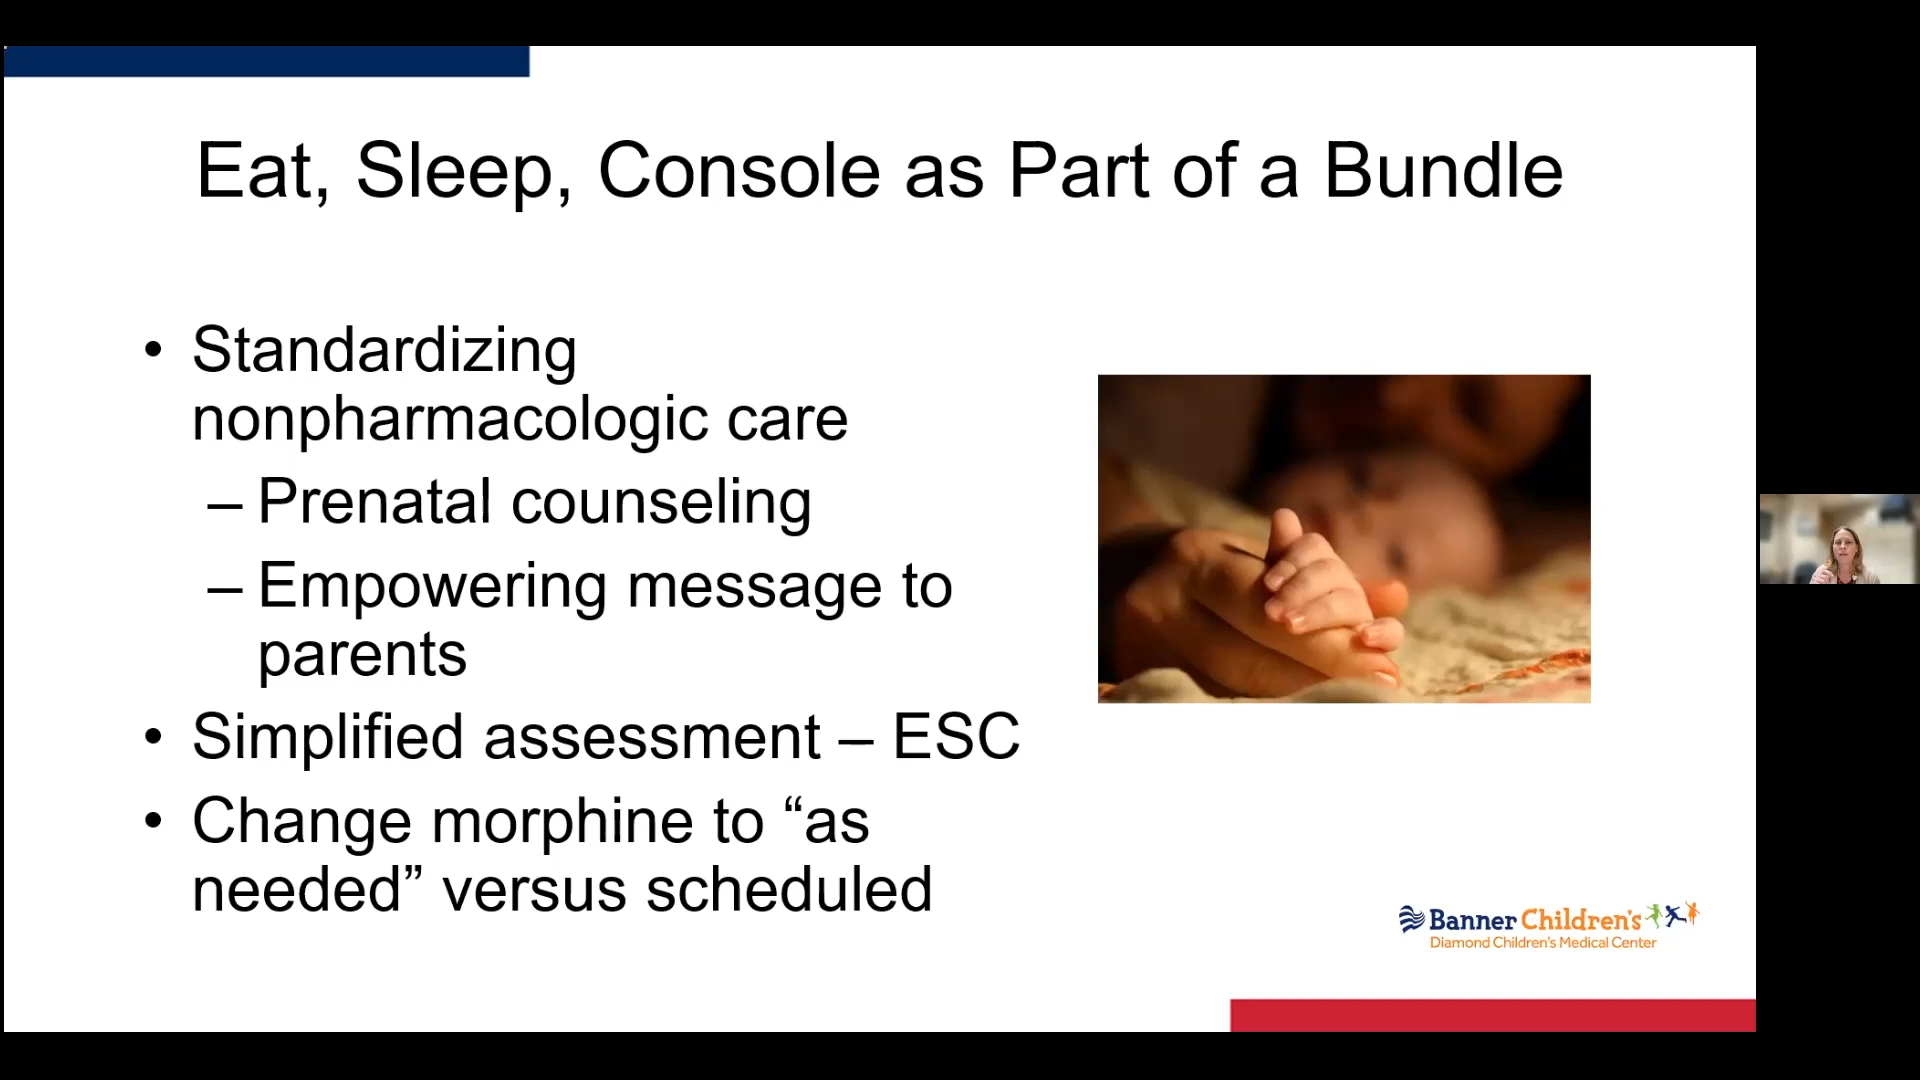 Eat, Sleep, Console as Part of a Bundle
• Standardizing
nonpharmacologic care
– Prenatal counseling
– Empowering message to
parents
• Simplified assessment – ESC
• Change morphine to “as
needed” versus scheduled
Banner Children's
Diamond Children's Medical Center